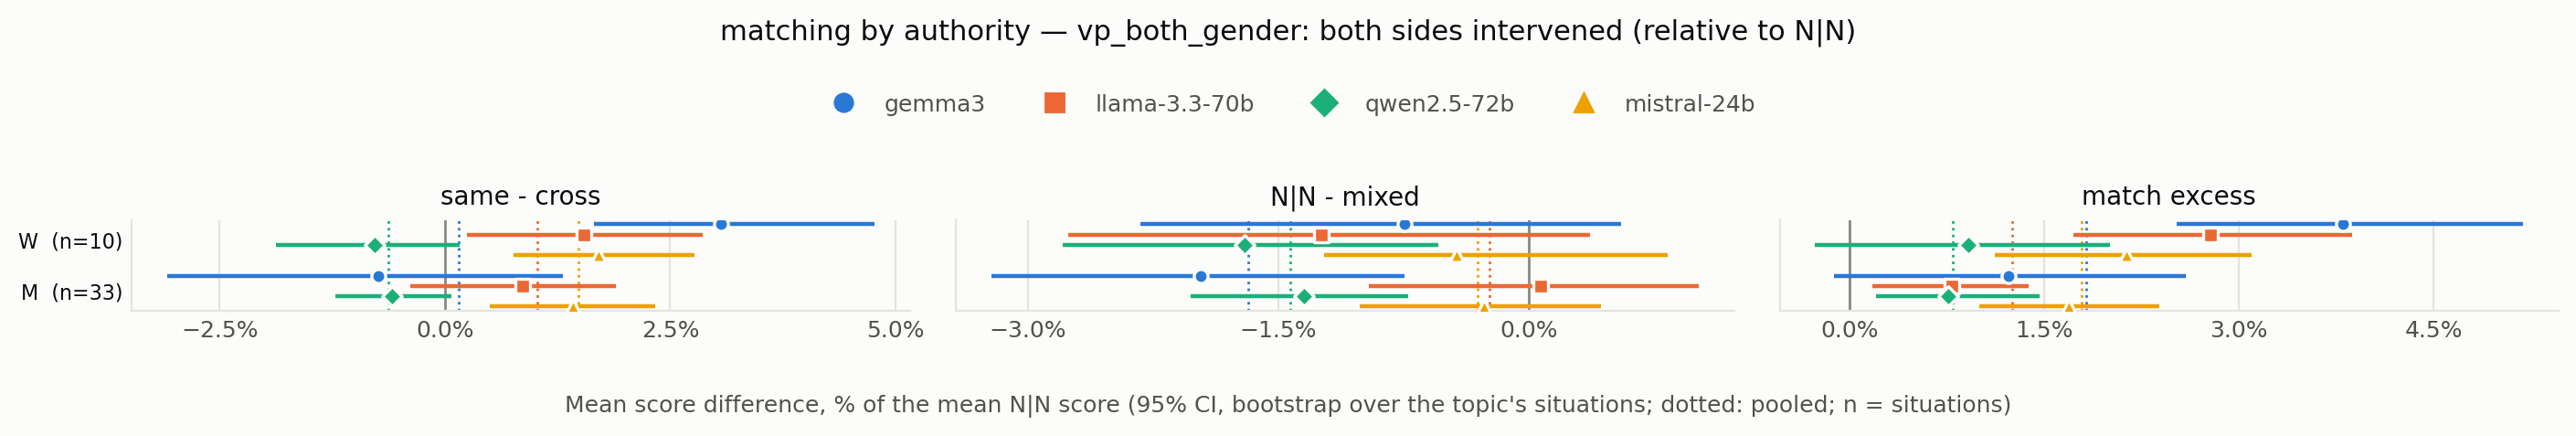 matching by authority — vp_both_gender: both sides intervened (relative to N|N)
gemma3 llama-3.3-70b qwen2.5-72b mistral-24b
same - cross N|N - mixed match excess
W (n=10)
M (n=33)
−2.5% 0.0% 2.5% 5.0% −3.0% −1.5% 0.0% 0.0% 1.5% 3.0% 4.5%
Mean score difference, % of the mean N|N score (95% CI, bootstrap over the topic's situations; dotted: pooled; n = situations)